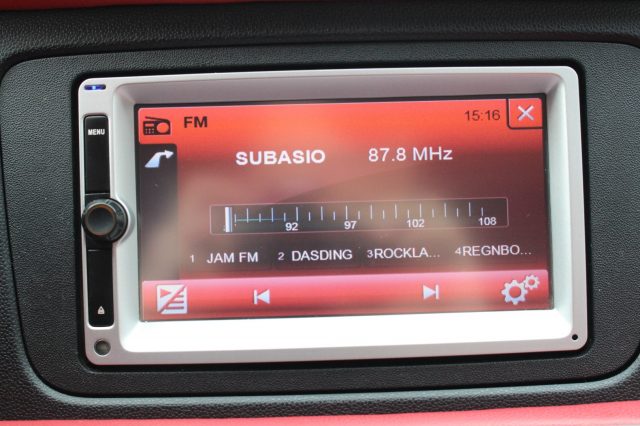 MENU
FM 15:16
SUBASIO 87.8 MHz
92 97 102 108
1 JAM FM 2 DASDING 3ROCKLA... 4REGNBO...